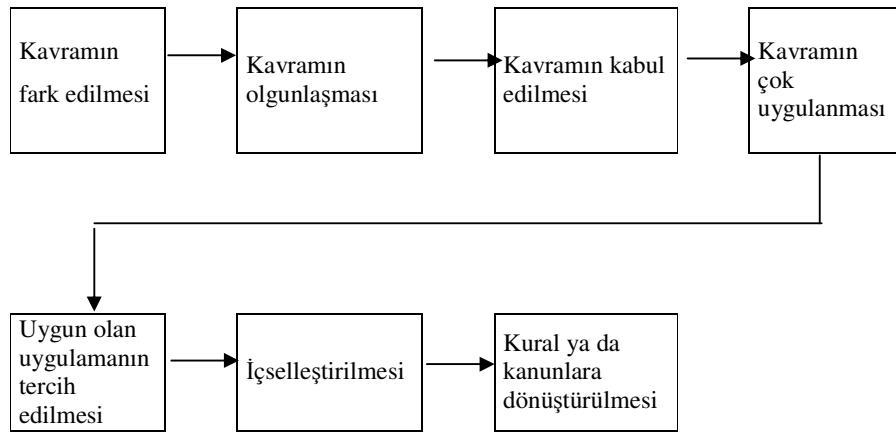 Kavramın
fark edilmesi
Kavramın
olgunlaşması
Kavramın kabul
edilmesi
Kavramın
çok
uygulanması
Uygun olan
uygulamanın
tercih
edilmesi
İçselleştirilmesi
Kural ya da
kanunlara
dönüştürülmesi